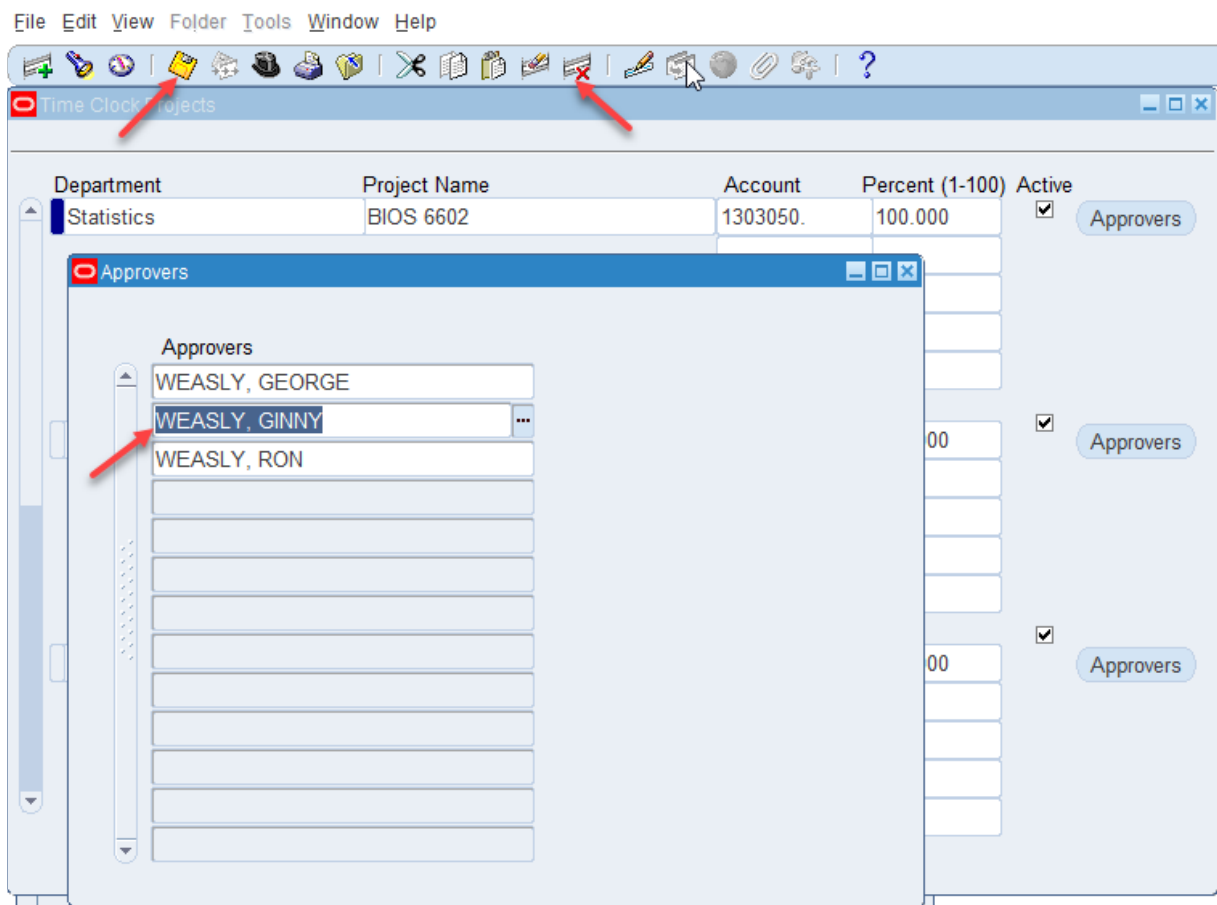 File Edit View Folder Tools Window Help
?
Time Clock Projects
Department Project Name Account Percent (1-100) Active
Statistics BIOS 6602 1303050. 100.000 Approvers
Approvers
Approvers
WEASLY, GEORGE
WEASLY, GINNY ...
00 Approvers
WEASLY, RON
00 Approvers